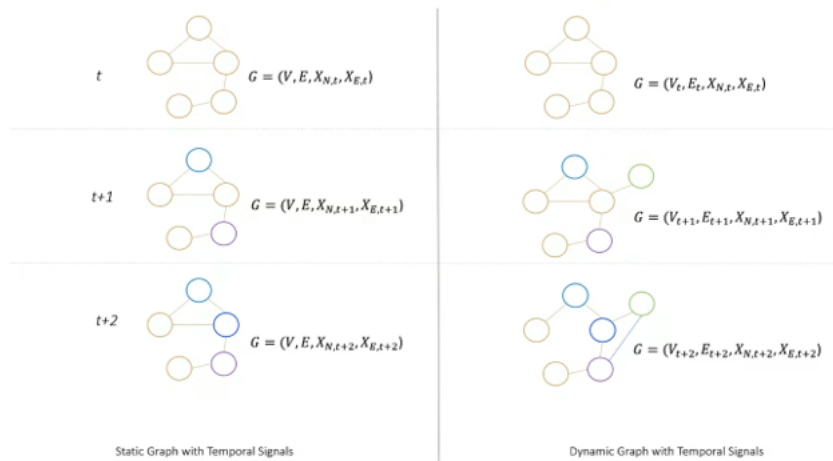 t
G = (V, E, X_{N,t}, X_{E,t})
G = (V_t, E_t, X_{N,t}, X_{E,t})
t+1
G = (V, E, X_{N,t+1}, X_{E,t+1})
G = (V_{t+1}, E_{t+1}, X_{N,t+1}, X_{E,t+1})
t+2
G = (V, E, X_{N,t+2}, X_{E,t+2})
G = (V_{t+2}, E_{t+2}, X_{N,t+2}, X_{E,t+2})
Static Graph with Temporal Signals
Dynamic Graph with Temporal Signals